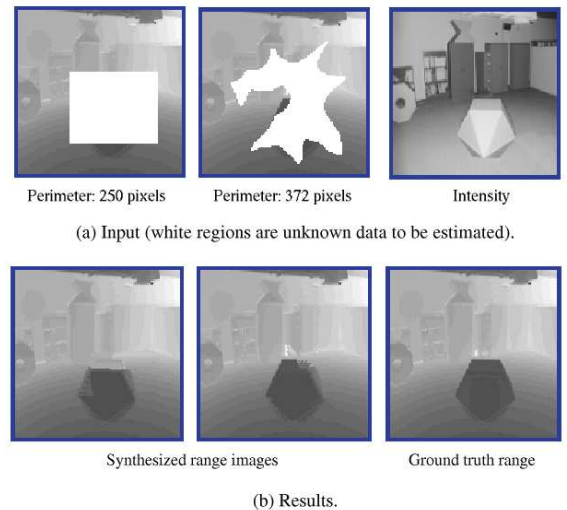 Perimeter: 250 pixels
Perimeter: 372 pixels
Intensity
(a) Input (white regions are unknown data to be estimated).
Synthesized range images
Ground truth range
(b) Results.